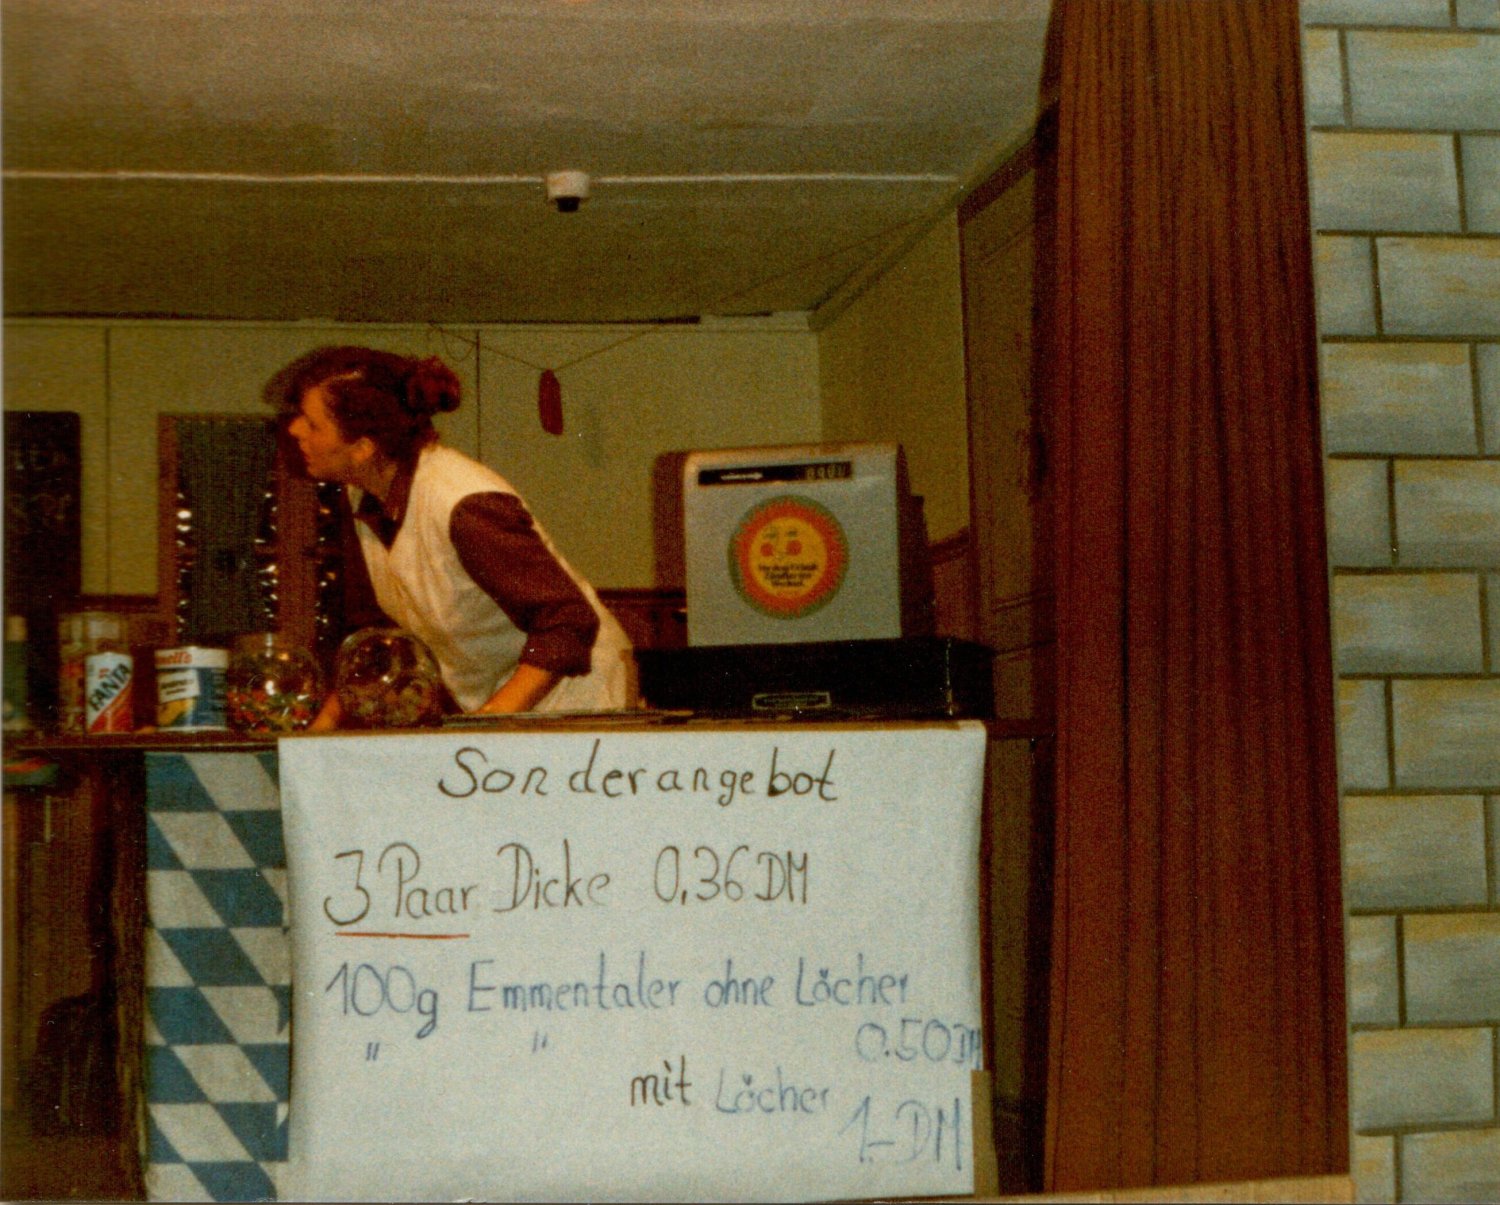 FANTA
Sonderangebot
3 Paar Dicke 0,36 DM
100g Emmentaler ohne Löcher
0.50 DM
" "
mit Löcher
1.- DM